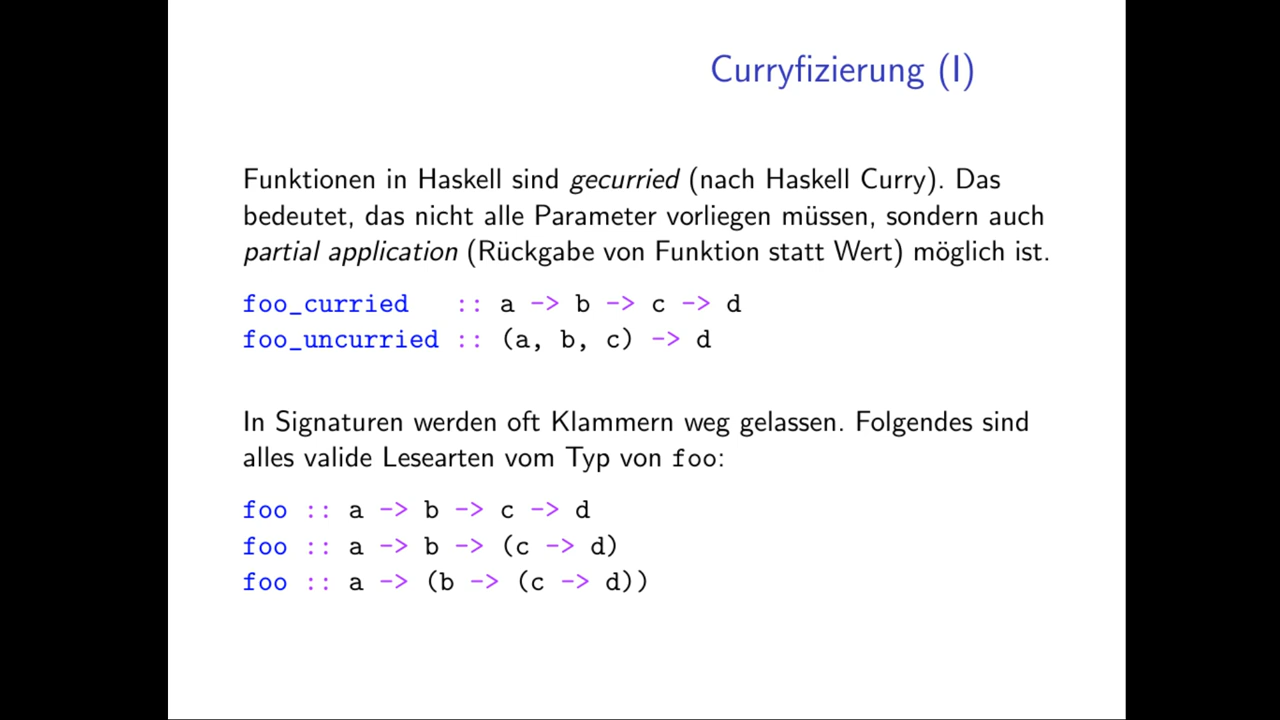 Curryfizierung (I)
Funktionen in Haskell sind gecurried (nach Haskell Curry). Das
bedeutet, das nicht alle Parameter vorliegen müssen, sondern auch
partial application (Rückgabe von Funktion statt Wert) möglich ist.
foo_curried   :: a -> b -> c -> d
foo_uncurried :: (a, b, c) -> d
In Signaturen werden oft Klammern weg gelassen. Folgendes sind
alles valide Lesearten vom Typ von foo:
foo :: a -> b -> c -> d
foo :: a -> b -> (c -> d)
foo :: a -> (b -> (c -> d))